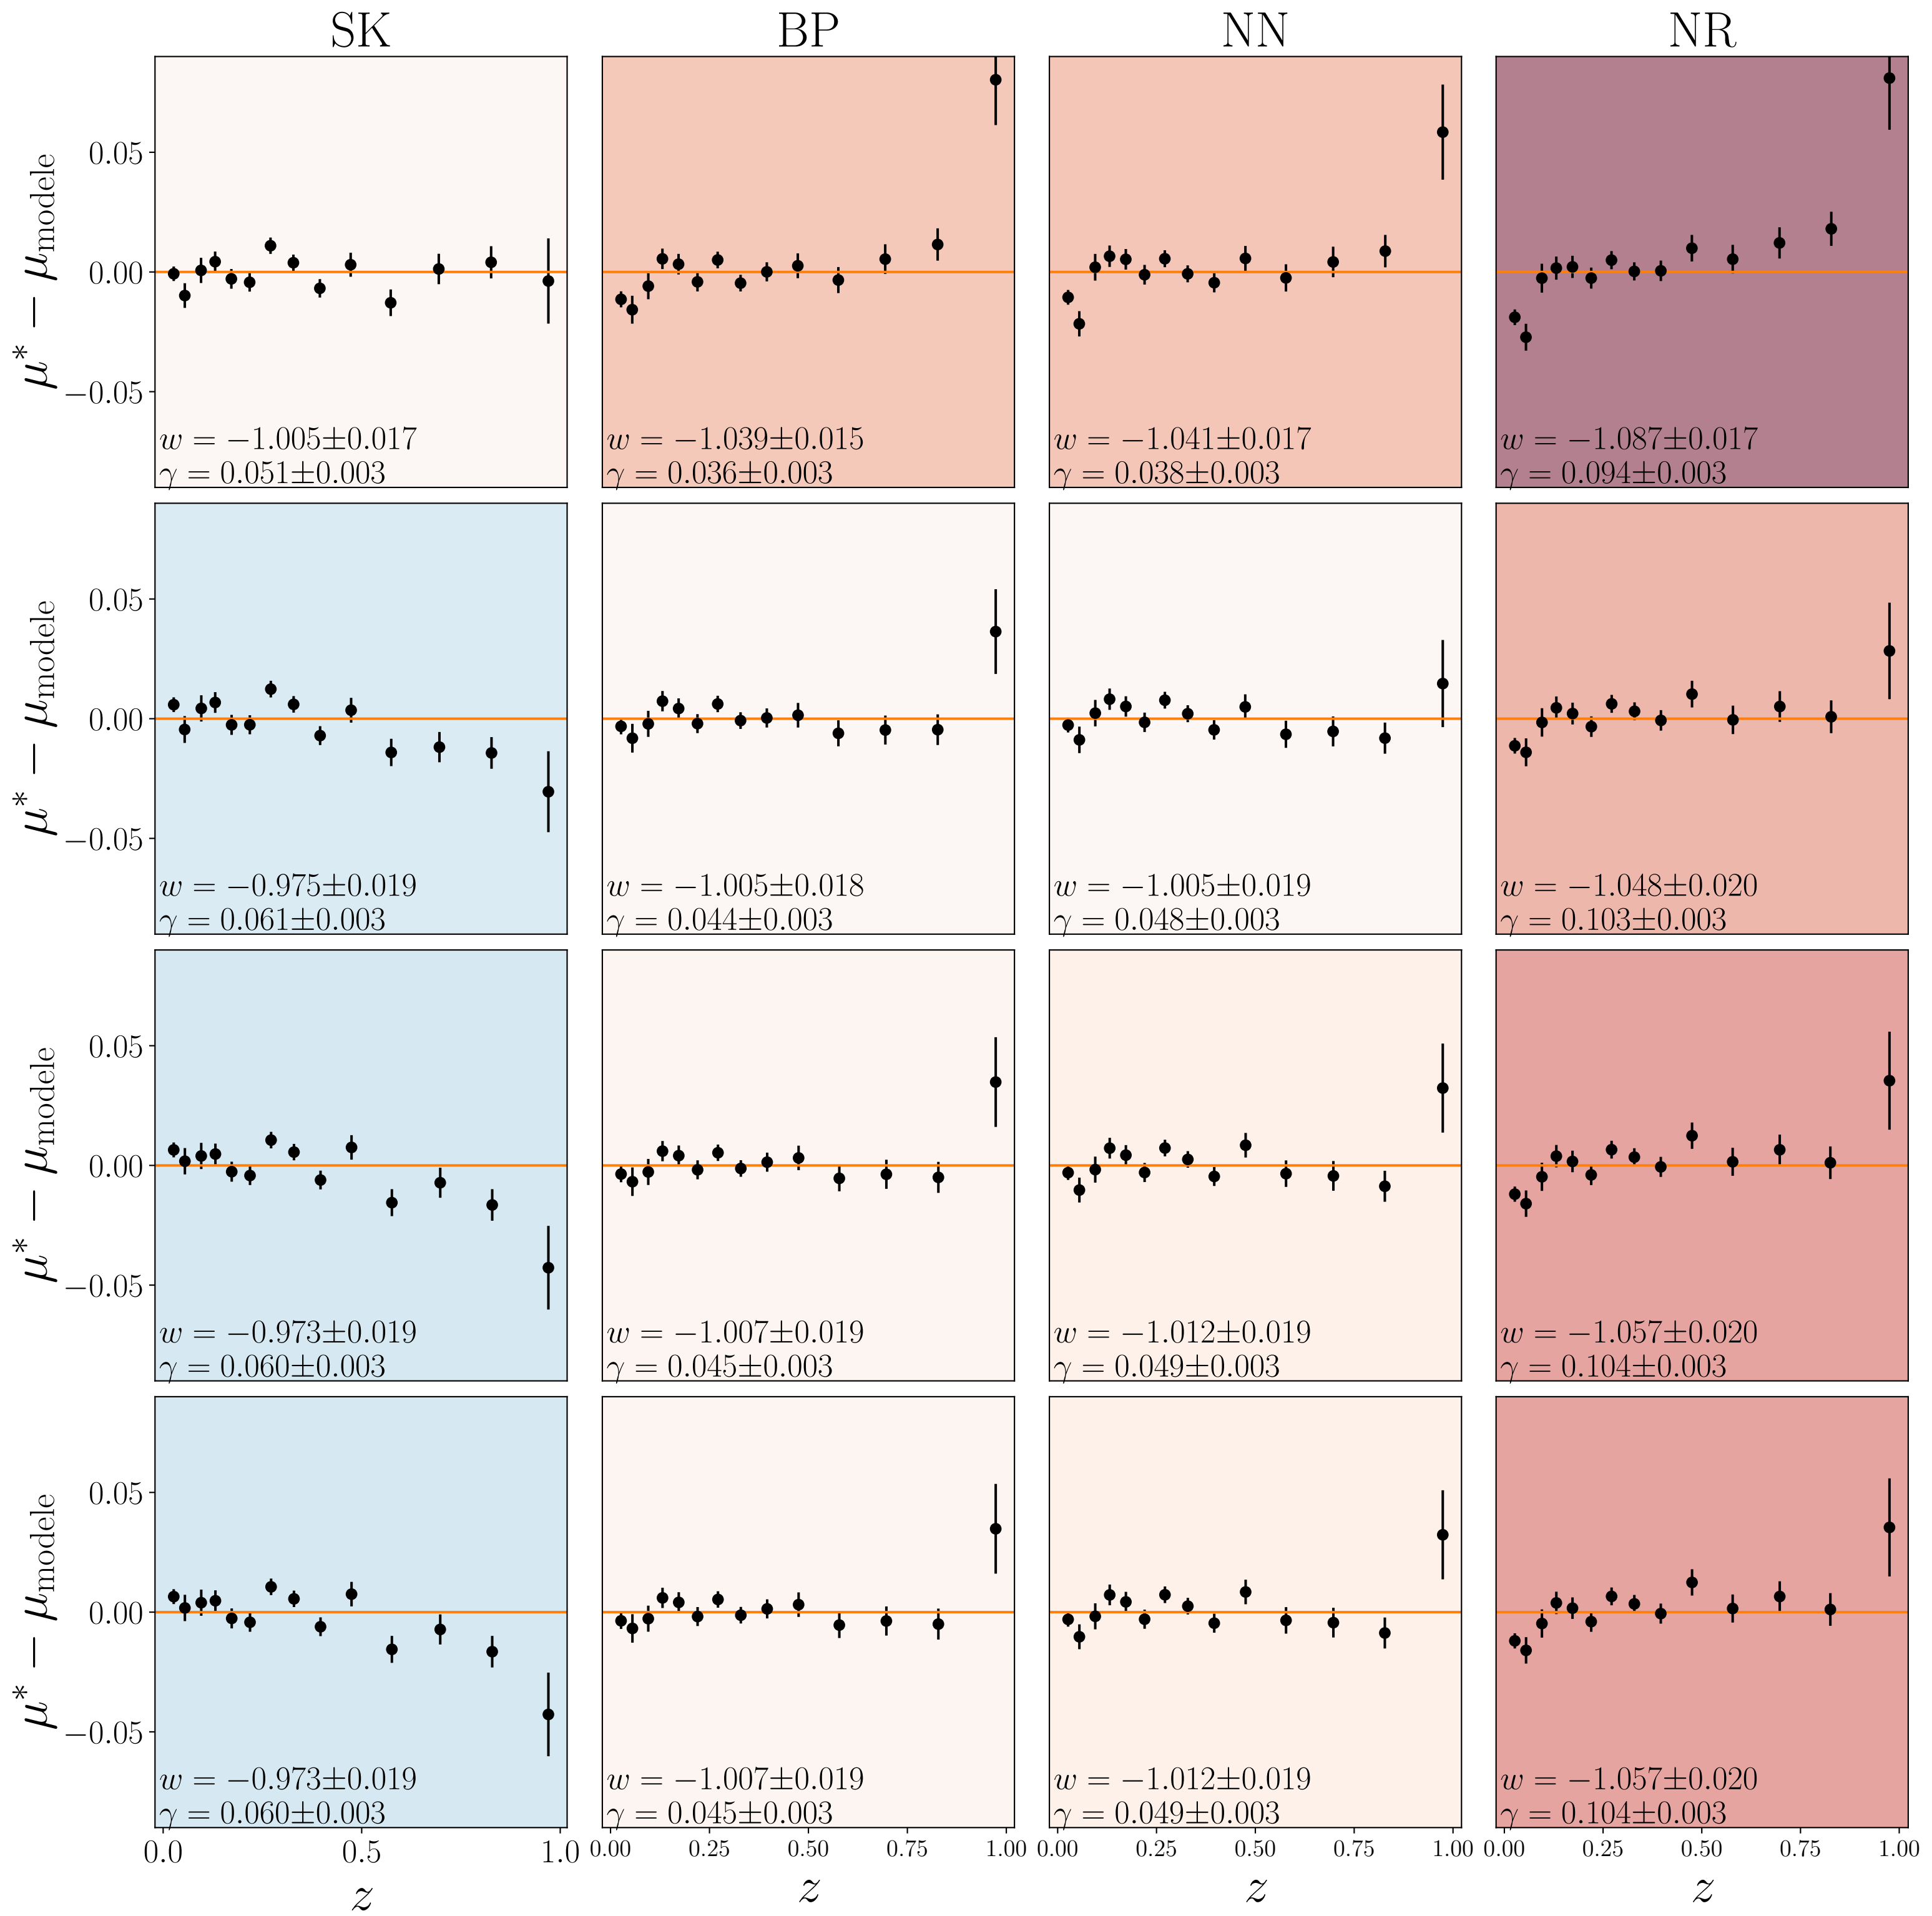 SK BP NN NR
μ* − μmodele
0.05
0.00
−0.05
w = −1.005±0.017
γ = 0.051±0.003
w = −1.039±0.015
γ = 0.036±0.003
w = −1.041±0.017
γ = 0.038±0.003
w = −1.087±0.017
γ = 0.094±0.003
μ* − μmodele
0.05
0.00
−0.05
w = −0.975±0.019
γ = 0.061±0.003
w = −1.005±0.018
γ = 0.044±0.003
w = −1.005±0.019
γ = 0.048±0.003
w = −1.048±0.020
γ = 0.103±0.003
μ* − μmodele
0.05
0.00
−0.05
w = −0.973±0.019
γ = 0.060±0.003
w = −1.007±0.019
γ = 0.045±0.003
w = −1.012±0.019
γ = 0.049±0.003
w = −1.057±0.020
γ = 0.104±0.003
μ* − μmodele
0.05
0.00
−0.05
w = −0.973±0.019
γ = 0.060±0.003
w = −1.007±0.019
γ = 0.045±0.003
w = −1.012±0.019
γ = 0.049±0.003
w = −1.057±0.020
γ = 0.104±0.003
0.0 0.5 1.0 0.00 0.25 0.50 0.75 1.00 0.00 0.25 0.50 0.75 1.00 0.00 0.25 0.50 0.75 1.00
z z z z